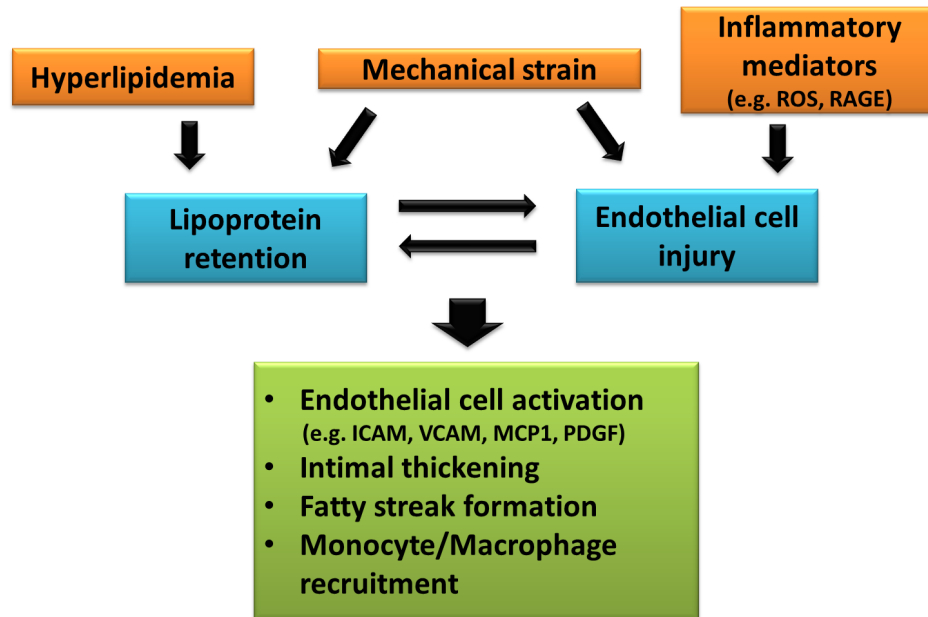 Hyperlipidemia
Mechanical strain
Inflammatory
mediators
(e.g. ROS, RAGE)
Lipoprotein
retention
Endothelial cell
injury
• Endothelial cell activation
(e.g. ICAM, VCAM, MCP1, PDGF)
• Intimal thickening
• Fatty streak formation
• Monocyte/Macrophage
recruitment